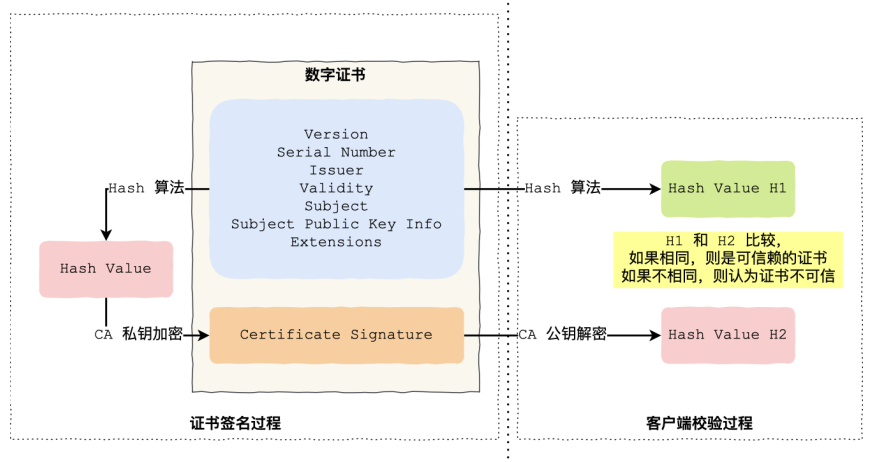 数字证书
Version
Serial Number
Issuer
Validity
Subject
Subject Public Key Info
Extensions
Hash 算法
Hash Value
CA 私钥加密
Certificate Signature
证书签名过程
Hash 算法
Hash Value H1
H1 和 H2 比较,
如果相同，则是可信赖的证书
如果不相同，则认为证书不可信
CA 公钥解密
Hash Value H2
客户端校验过程